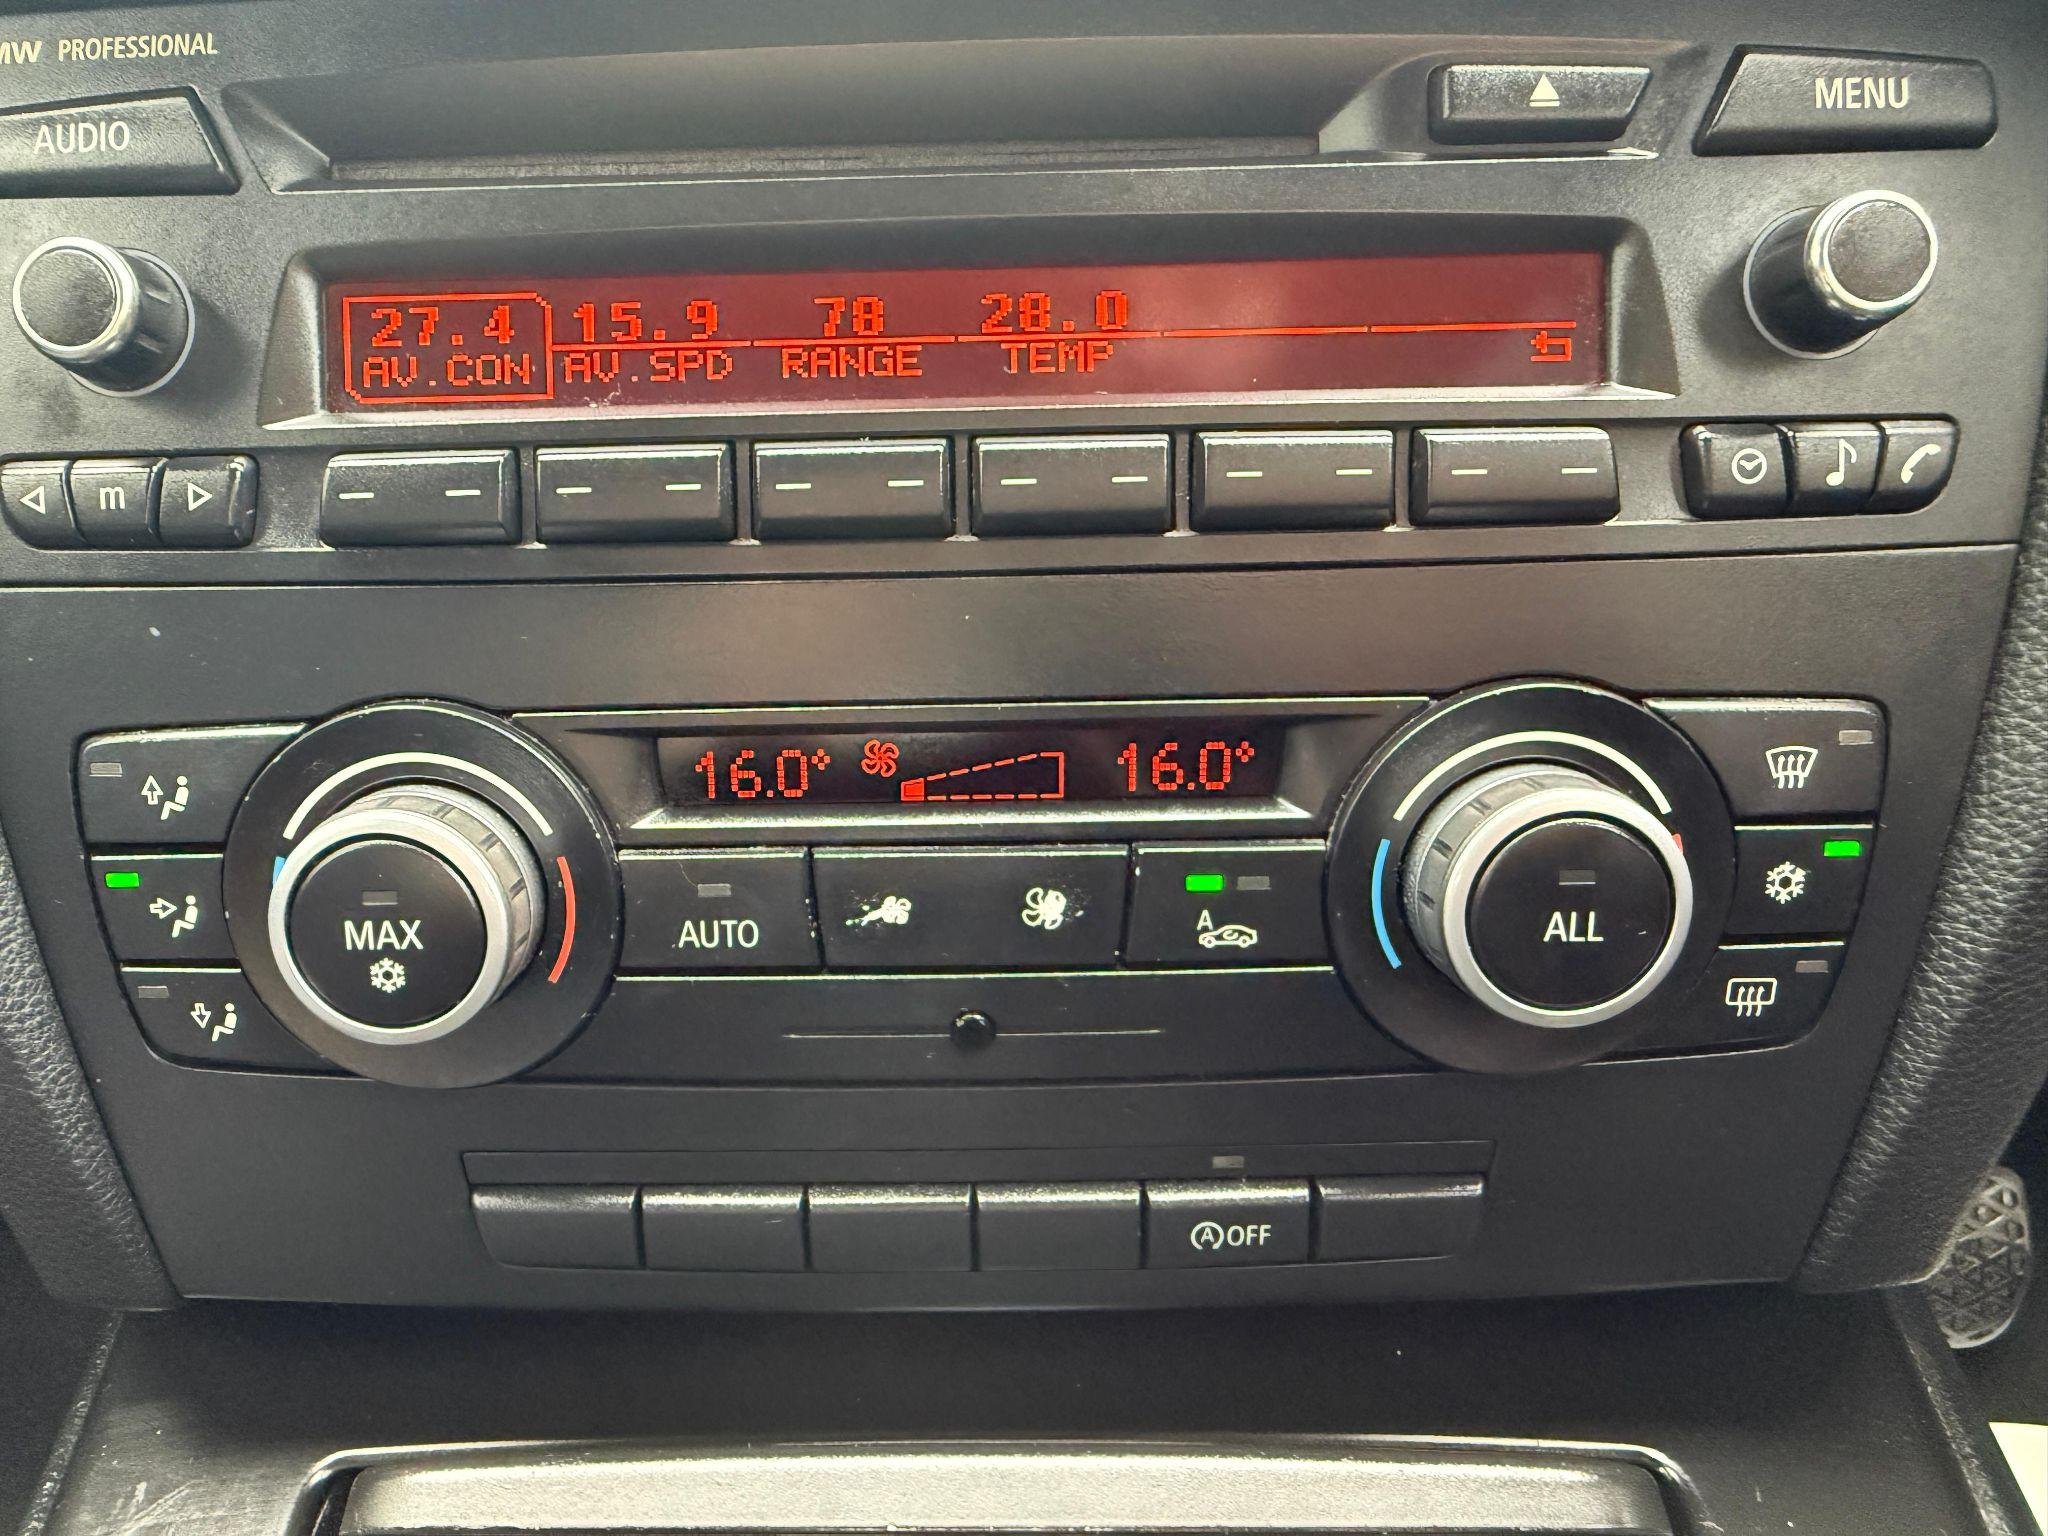 PROFESSIONAL
AUDIO
MENU
27.4 15.9 78 28.0
AV.CON AV.SPD RANGE TEMP
m
16.0° 16.0°
MAX
AUTO
A
ALL
A OFF